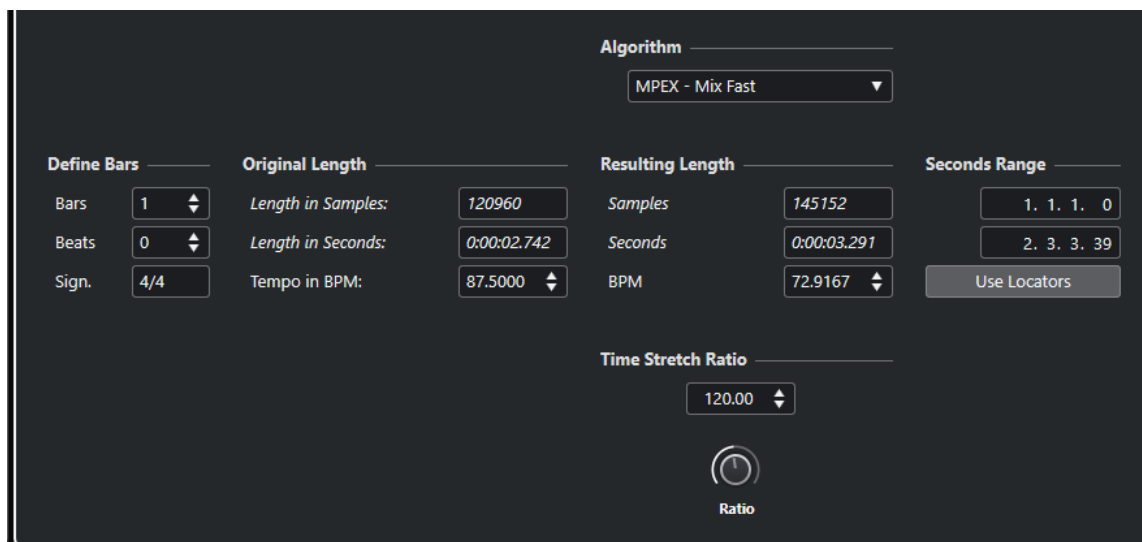 Algorithm
MPEX - Mix Fast
Define Bars Original Length Resulting Length Seconds Range
Bars 1 Length in Samples: 120960 Samples 145152 1. 1. 1. 0
Beats 0 Length in Seconds: 0:00:02.742 Seconds 0:00:03.291 2. 3. 3. 39
Sign. 4/4 Tempo in BPM: 87.5000 BPM 72.9167 Use Locators
Time Stretch Ratio
120.00
Ratio